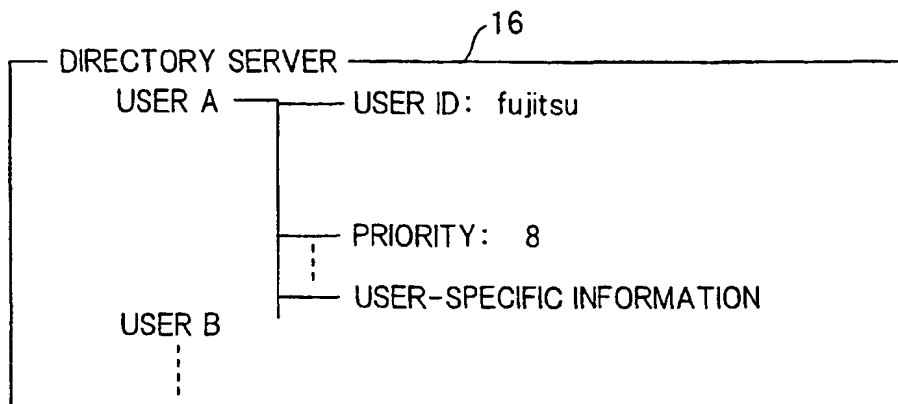 16
DIRECTORY SERVER
USER A
USER ID: fujitsu
PRIORITY: 8
USER-SPECIFIC INFORMATION
USER B